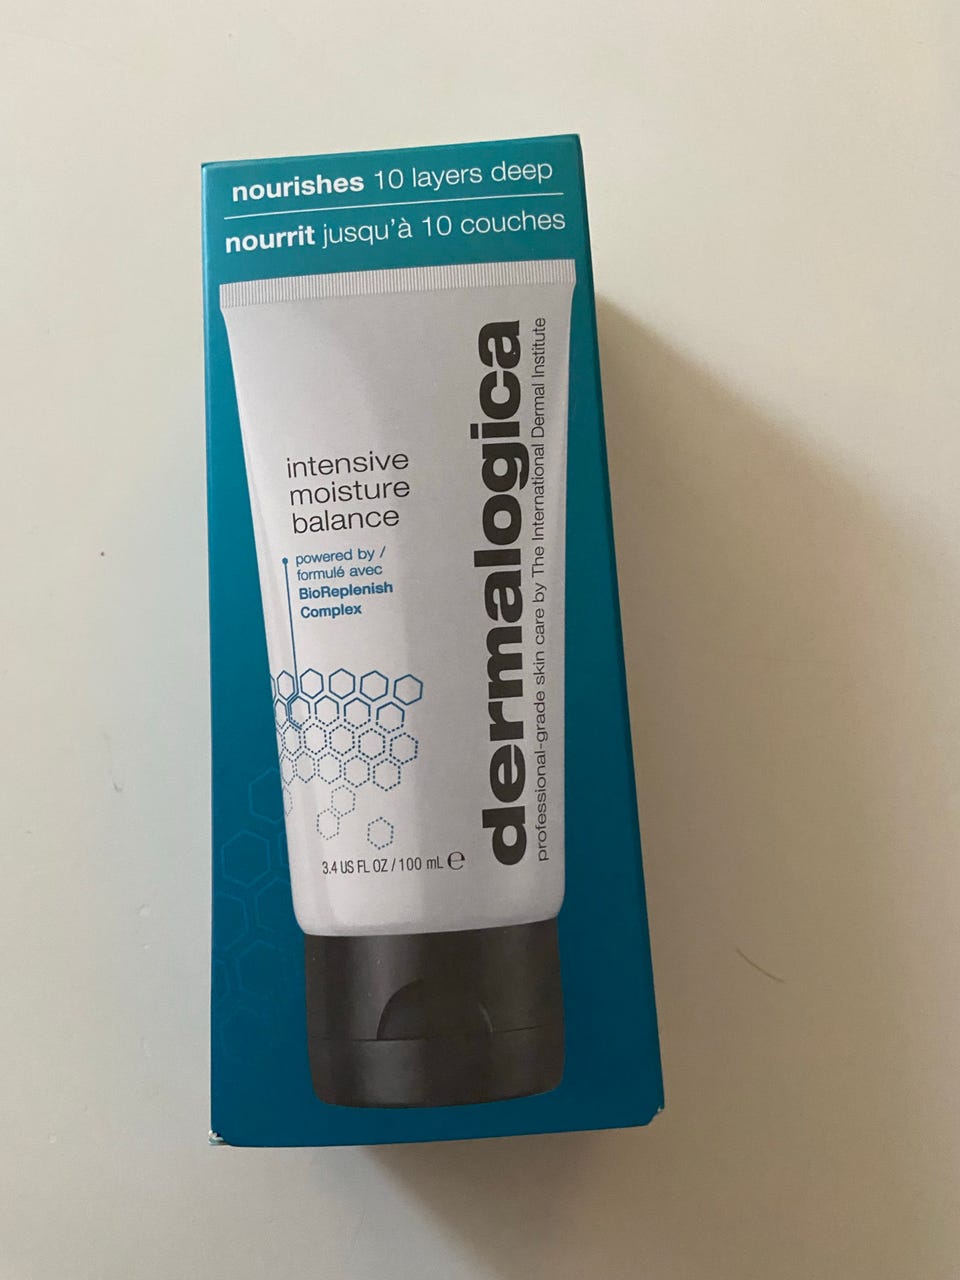 nourishes 10 layers deep
nourrit jusqu'à 10 couches
intensive
moisture
balance
powered by /
formulé avec
BioReplenish
Complex
3.4 US FL OZ / 100 mL ℮
dermalogica
professional-grade skin care by The International Dermal Institute